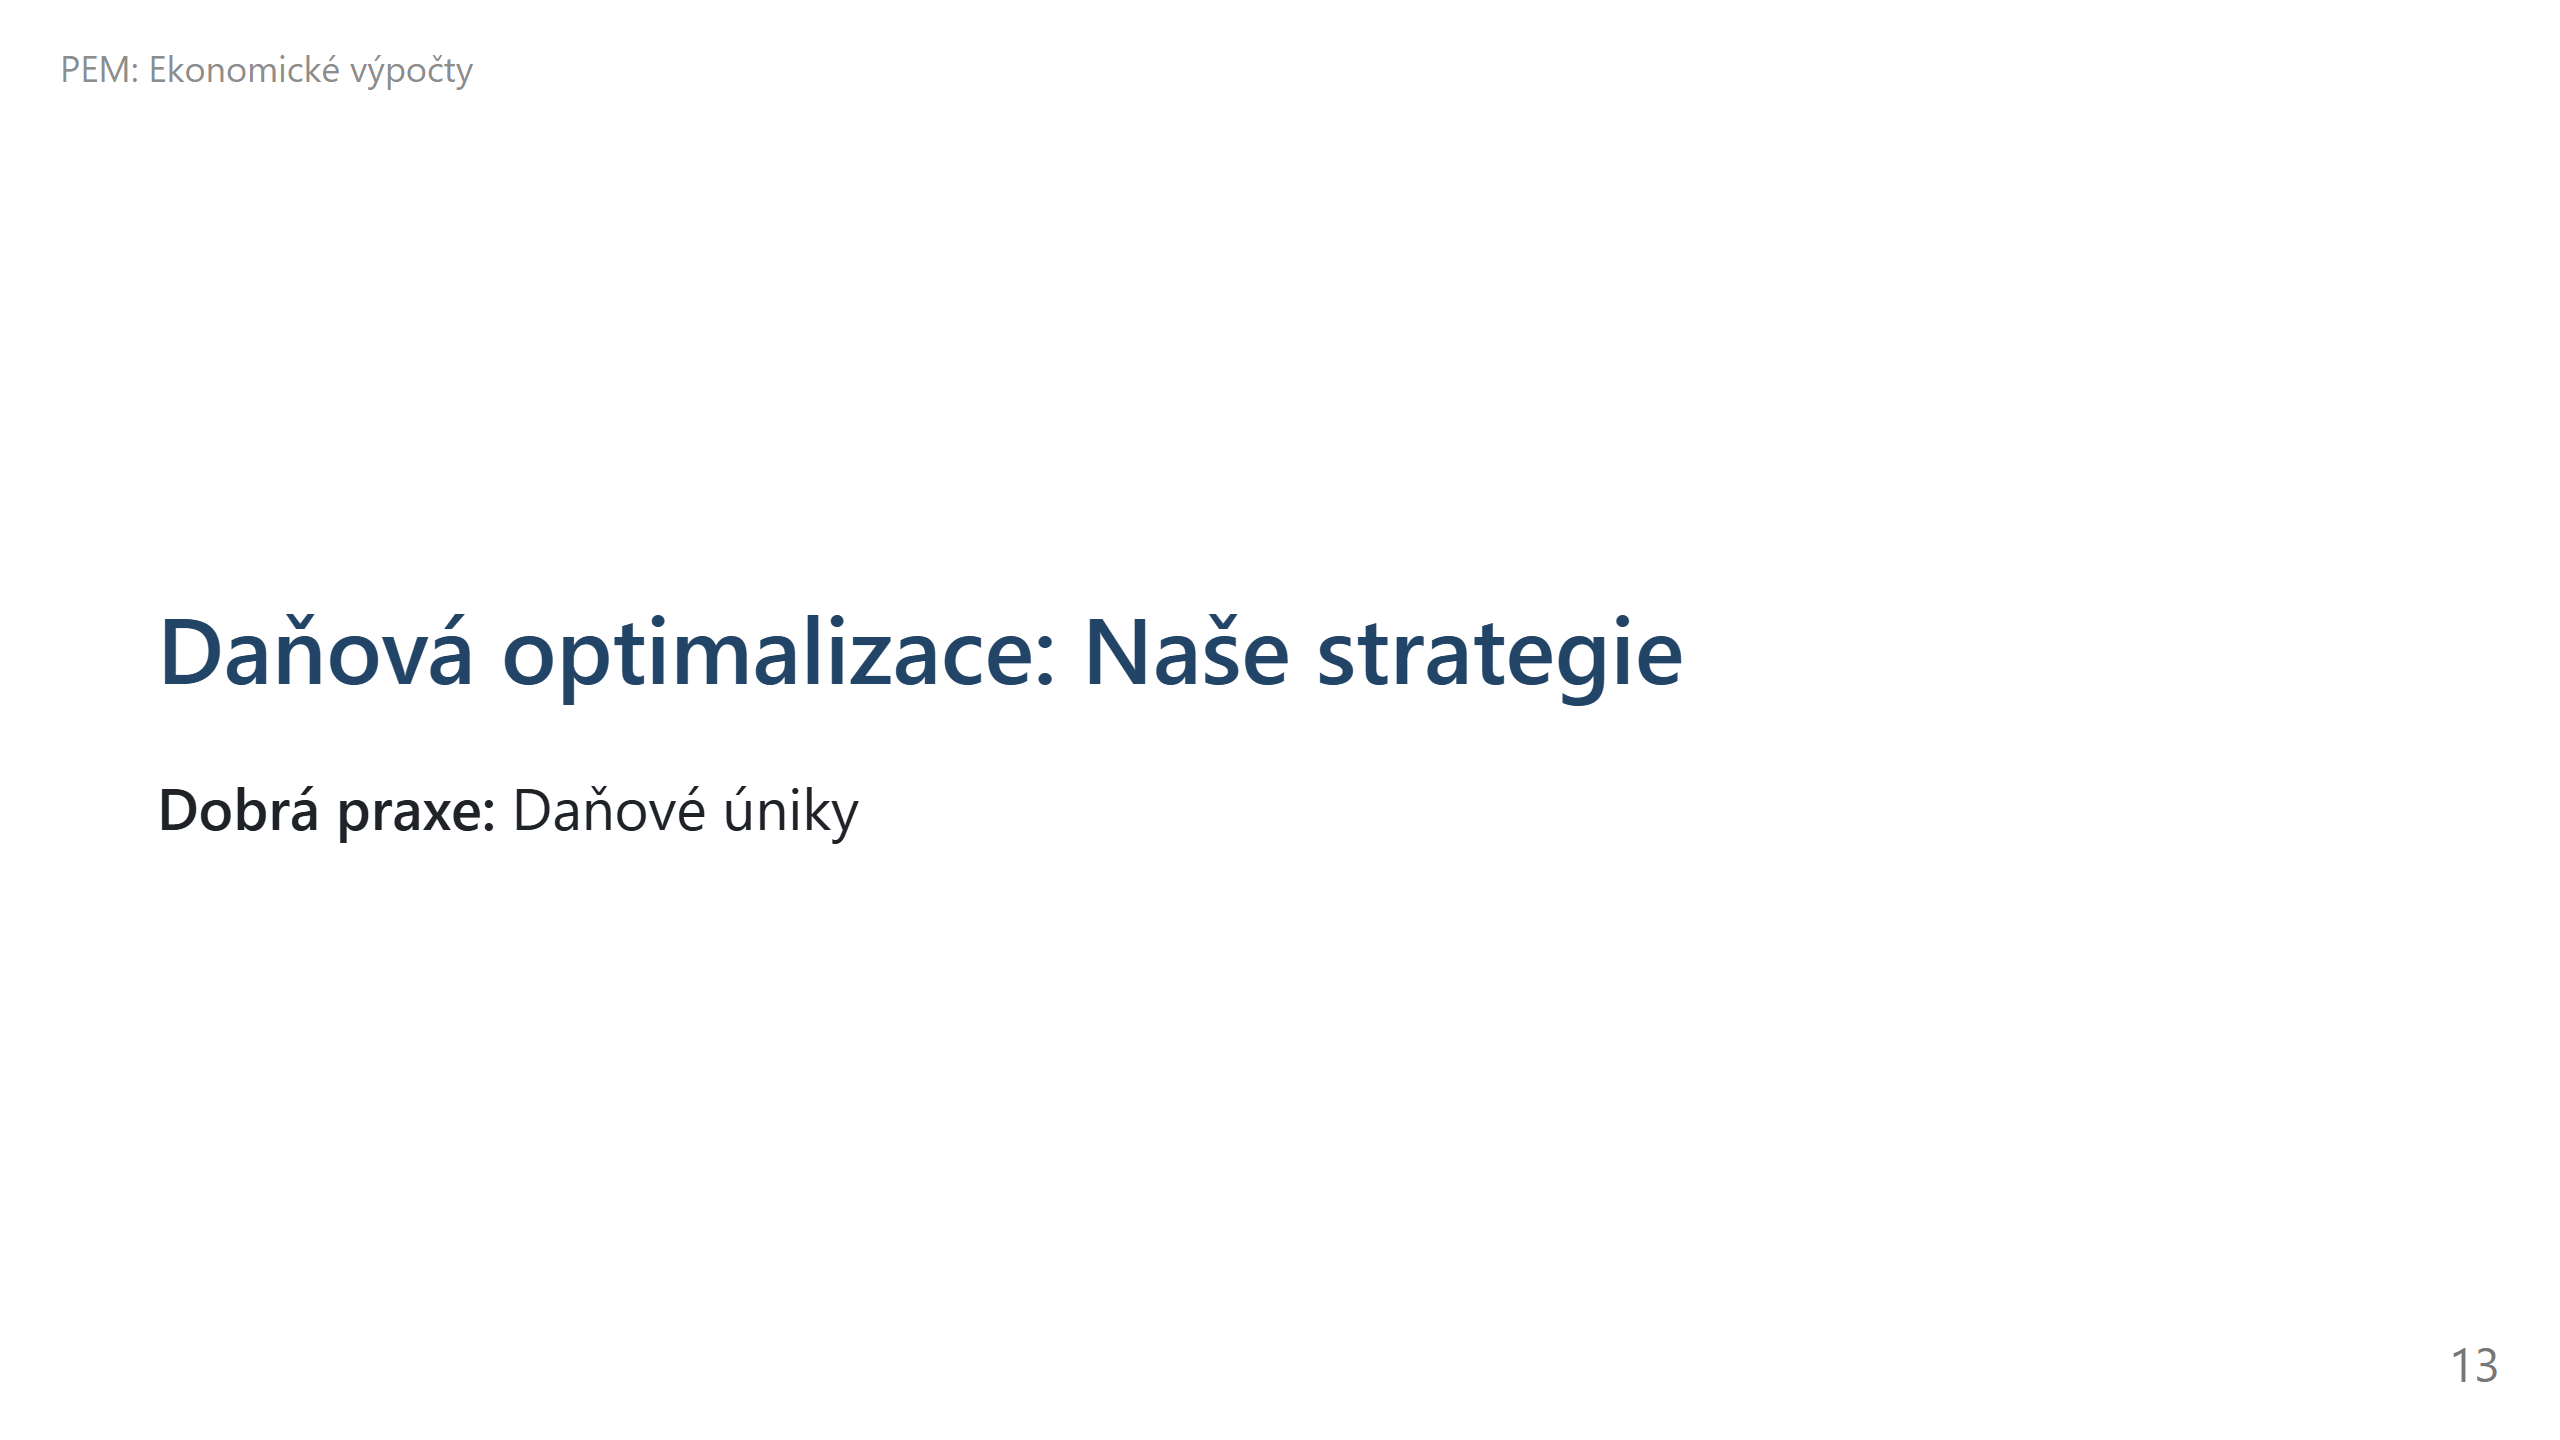 PEM: Ekonomické výpočty
Daňová optimalizace: Naše strategie
Dobrá praxe: Daňové úniky
13